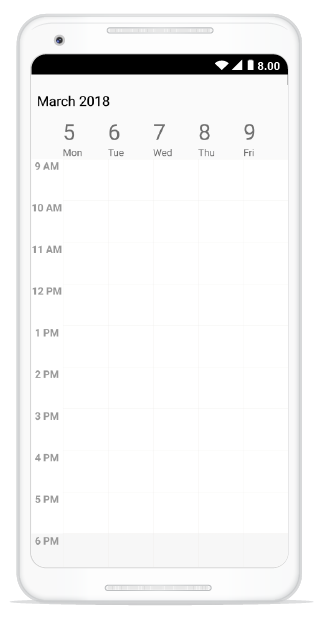 8.00
March 2018
5 6 7 8 9
Mon Tue Wed Thu Fri
9 AM
10 AM
11 AM
12 PM
1 PM
2 PM
3 PM
4 PM
5 PM
6 PM